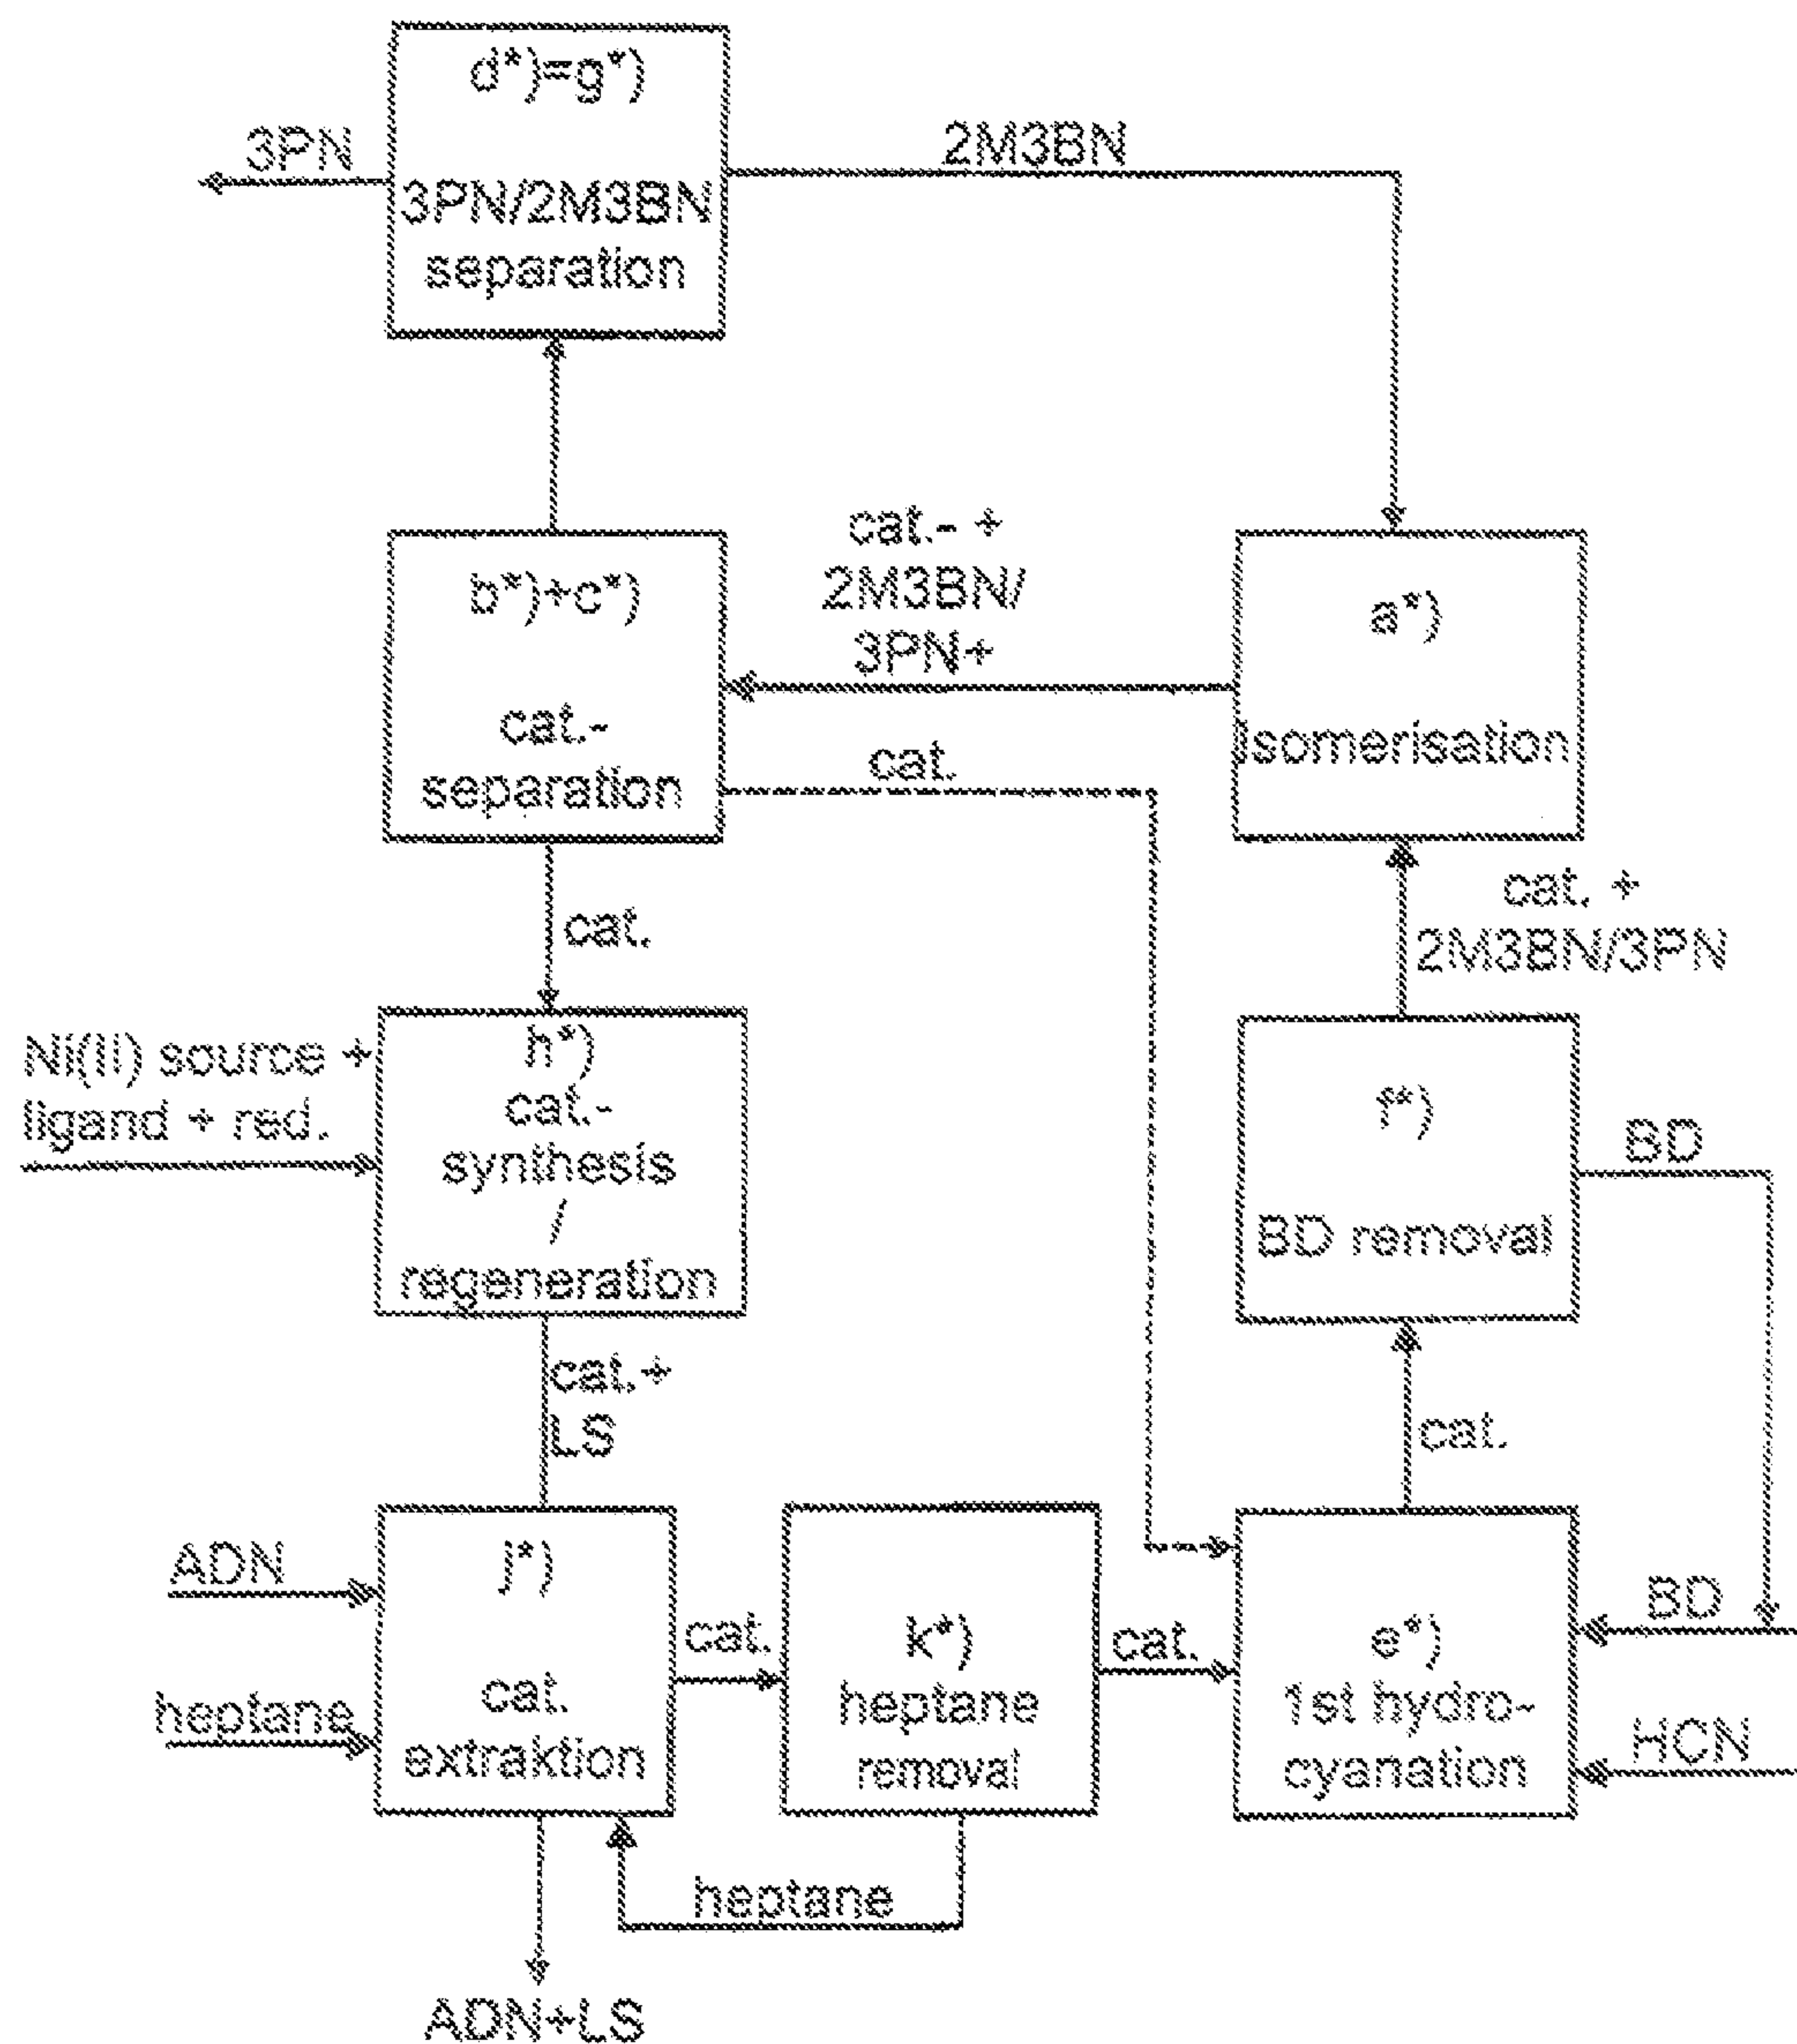 d*)=g*)
3PN/2M3BN
separation
3PN
2M3BN
b*)+c*)
cat.-
separation
cat.- +
2M3BN/
3PN+
cat.
a*)
isomerisation
cat.
cat. +
2M3BN/3PN
Ni(II) source +
ligand + red.
h*)
cat.-
synthesis
/
regeneration
f*)
BD removal
BD
cat.+
LS
cat.
ADN
heptane
j*)
cat.
extraktion
cat.
k*)
heptane
removal
cat.
e*)
1st hydro-
cyanation
BD
HCN
heptane
ADN+LS